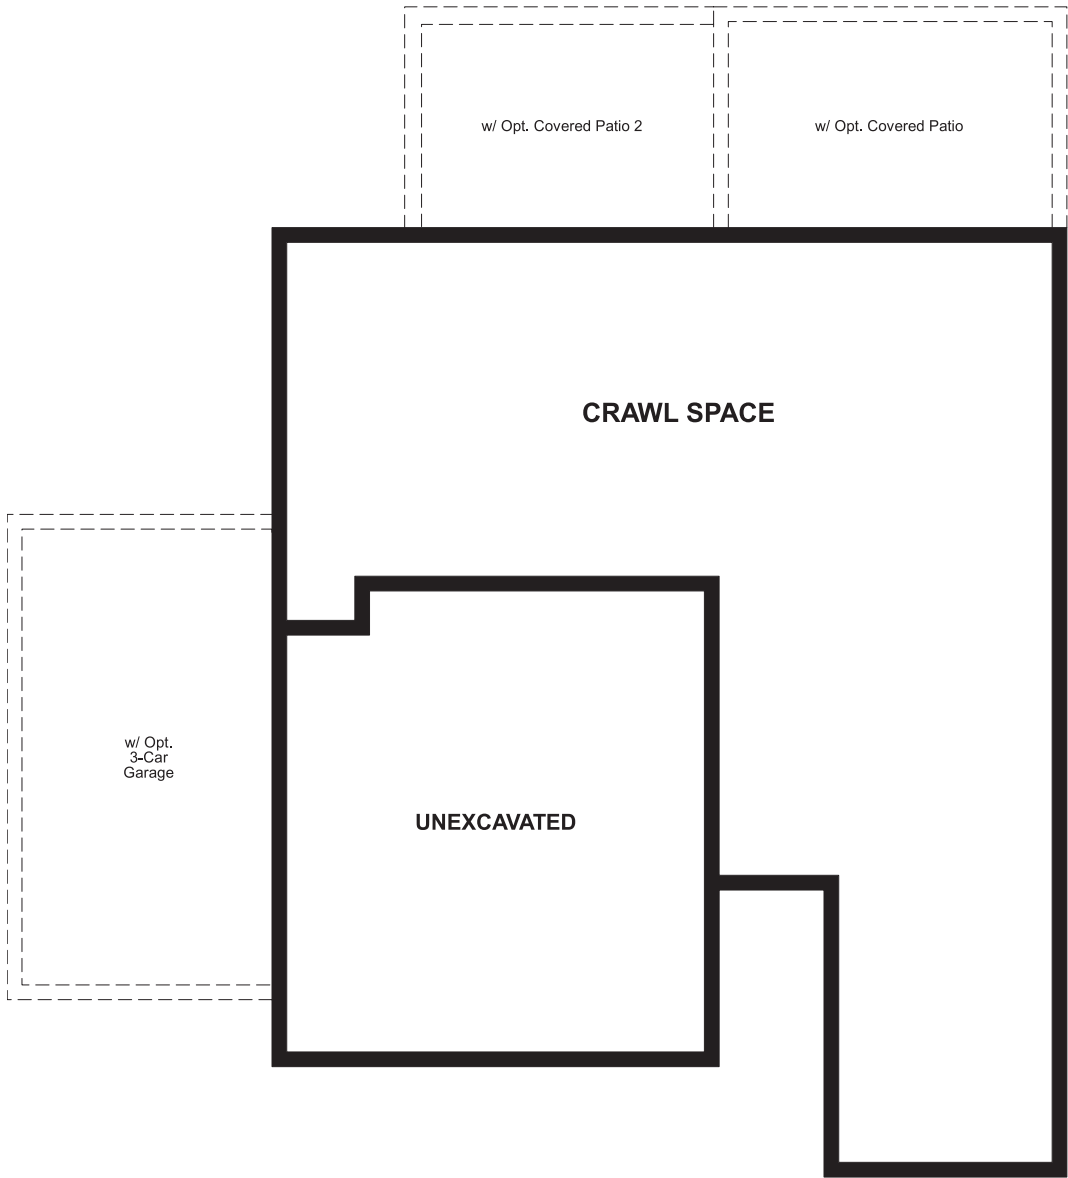 w/ Opt. Covered Patio 2
w/ Opt. Covered Patio
CRAWL SPACE
w/ Opt.
3-Car
Garage
UNEXCAVATED